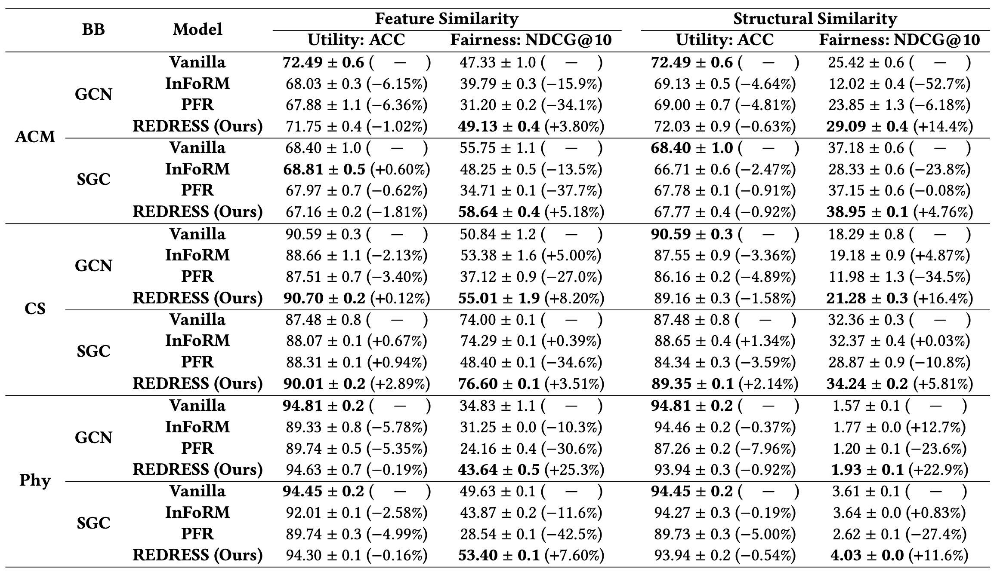 BB Model Feature Similarity Structural Similarity
Utility: ACC Fairness: NDCG@10 Utility: ACC Fairness: NDCG@10
ACM GCN Vanilla 72.49 ± 0.6 ( − ) 47.33 ± 1.0 ( − ) 72.49 ± 0.6 ( − ) 25.42 ± 0.6 ( − )
InFoRM 68.03 ± 0.3 (−6.15%) 39.79 ± 0.3 (−15.9%) 69.13 ± 0.5 (−4.64%) 12.02 ± 0.4 (−52.7%)
PFR 67.88 ± 1.1 (−6.36%) 31.20 ± 0.2 (−34.1%) 69.00 ± 0.7 (−4.81%) 23.85 ± 1.3 (−6.18%)
REDRESS (Ours) 71.75 ± 0.4 (−1.02%) 49.13 ± 0.4 (+3.80%) 72.03 ± 0.9 (−0.63%) 29.09 ± 0.4 (+14.4%)
SGC Vanilla 68.40 ± 1.0 ( − ) 55.75 ± 1.1 ( − ) 68.40 ± 1.0 ( − ) 37.18 ± 0.6 ( − )
InFoRM 68.81 ± 0.5 (+0.60%) 48.25 ± 0.5 (−13.5%) 66.71 ± 0.6 (−2.47%) 28.33 ± 0.6 (−23.8%)
PFR 67.97 ± 0.7 (−0.62%) 34.71 ± 0.1 (−37.7%) 67.78 ± 0.1 (−0.91%) 37.15 ± 0.6 (−0.08%)
REDRESS (Ours) 67.16 ± 0.2 (−1.81%) 58.64 ± 0.4 (+5.18%) 67.77 ± 0.4 (−0.92%) 38.95 ± 0.1 (+4.76%)
CS GCN Vanilla 90.59 ± 0.3 ( − ) 50.84 ± 1.2 ( − ) 90.59 ± 0.3 ( − ) 18.29 ± 0.8 ( − )
InFoRM 88.66 ± 1.1 (−2.13%) 53.38 ± 1.6 (+5.00%) 87.55 ± 0.9 (−3.36%) 19.18 ± 0.9 (+4.87%)
PFR 87.51 ± 0.7 (−3.40%) 37.12 ± 0.9 (−27.0%) 86.16 ± 0.2 (−4.89%) 11.98 ± 1.3 (−34.5%)
REDRESS (Ours) 90.70 ± 0.2 (+0.12%) 55.01 ± 1.9 (+8.20%) 89.16 ± 0.3 (−1.58%) 21.28 ± 0.3 (+16.4%)
SGC Vanilla 87.48 ± 0.8 ( − ) 74.00 ± 0.1 ( − ) 87.48 ± 0.8 ( − ) 32.36 ± 0.3 ( − )
InFoRM 88.07 ± 0.1 (+0.67%) 74.29 ± 0.1 (+0.39%) 88.65 ± 0.4 (+1.34%) 32.37 ± 0.4 (+0.03%)
PFR 88.31 ± 0.1 (+0.94%) 48.40 ± 0.1 (−34.6%) 84.34 ± 0.3 (−3.59%) 28.87 ± 0.9 (−10.8%)
REDRESS (Ours) 90.01 ± 0.2 (+2.89%) 76.60 ± 0.1 (+3.51%) 89.35 ± 0.1 (+2.14%) 34.24 ± 0.2 (+5.81%)
Phy GCN Vanilla 94.81 ± 0.2 ( − ) 34.83 ± 1.1 ( − ) 94.81 ± 0.2 ( − ) 1.57 ± 0.1 ( − )
InFoRM 89.33 ± 0.8 (−5.78%) 31.25 ± 0.0 (−10.3%) 94.46 ± 0.2 (−0.37%) 1.77 ± 0.0 (+12.7%)
PFR 89.74 ± 0.5 (−5.35%) 24.16 ± 0.4 (−30.6%) 87.26 ± 0.2 (−7.96%) 1.20 ± 0.1 (−23.6%)
REDRESS (Ours) 94.63 ± 0.7 (−0.19%) 43.64 ± 0.5 (+25.3%) 93.94 ± 0.3 (−0.92%) 1.93 ± 0.1 (+22.9%)
SGC Vanilla 94.45 ± 0.2 ( − ) 49.63 ± 0.1 ( − ) 94.45 ± 0.2 ( − ) 3.61 ± 0.1 ( − )
InFoRM 92.01 ± 0.1 (−2.58%) 43.87 ± 0.2 (−11.6%) 94.27 ± 0.3 (−0.19%) 3.64 ± 0.0 (+0.83%)
PFR 89.74 ± 0.3 (−4.99%) 28.54 ± 0.1 (−42.5%) 89.73 ± 0.3 (−5.00%) 2.62 ± 0.1 (−27.4%)
REDRESS (Ours) 94.30 ± 0.1 (−0.16%) 53.40 ± 0.1 (+7.60%) 93.94 ± 0.2 (−0.54%) 4.03 ± 0.0 (+11.6%)